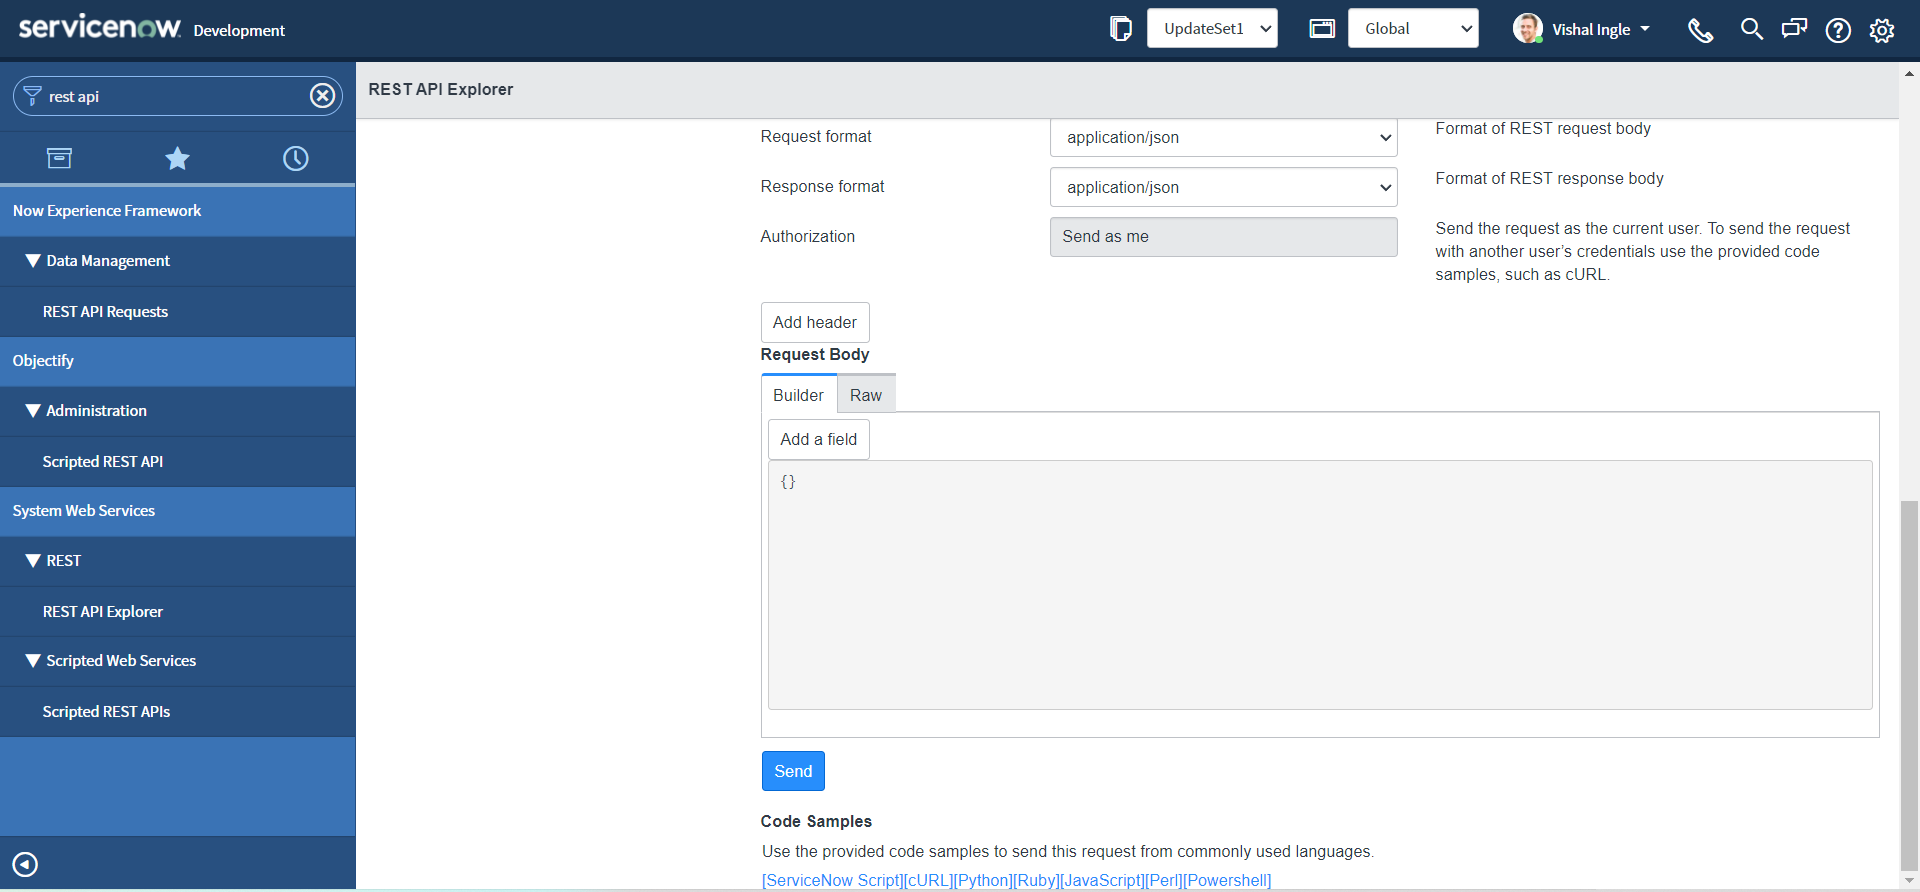 servicenow Development
UpdateSet1
Global
Vishal Ingle
rest api
Now Experience Framework
Data Management
REST API Requests
Objectify
Administration
Scripted REST API
System Web Services
REST
REST API Explorer
Scripted Web Services
Scripted REST APIs
REST API Explorer
Request format
application/json
Format of REST request body
Response format
application/json
Format of REST response body
Authorization
Send as me
Send the request as the current user. To send the request
with another user’s credentials use the provided code
samples, such as cURL.
Add header
Request Body
Builder
Raw
Add a field
{}
Send
Code Samples
Use the provided code samples to send this request from commonly used languages.
[ServiceNow Script][cURL][Python][Ruby][JavaScript][Perl][Powershell]